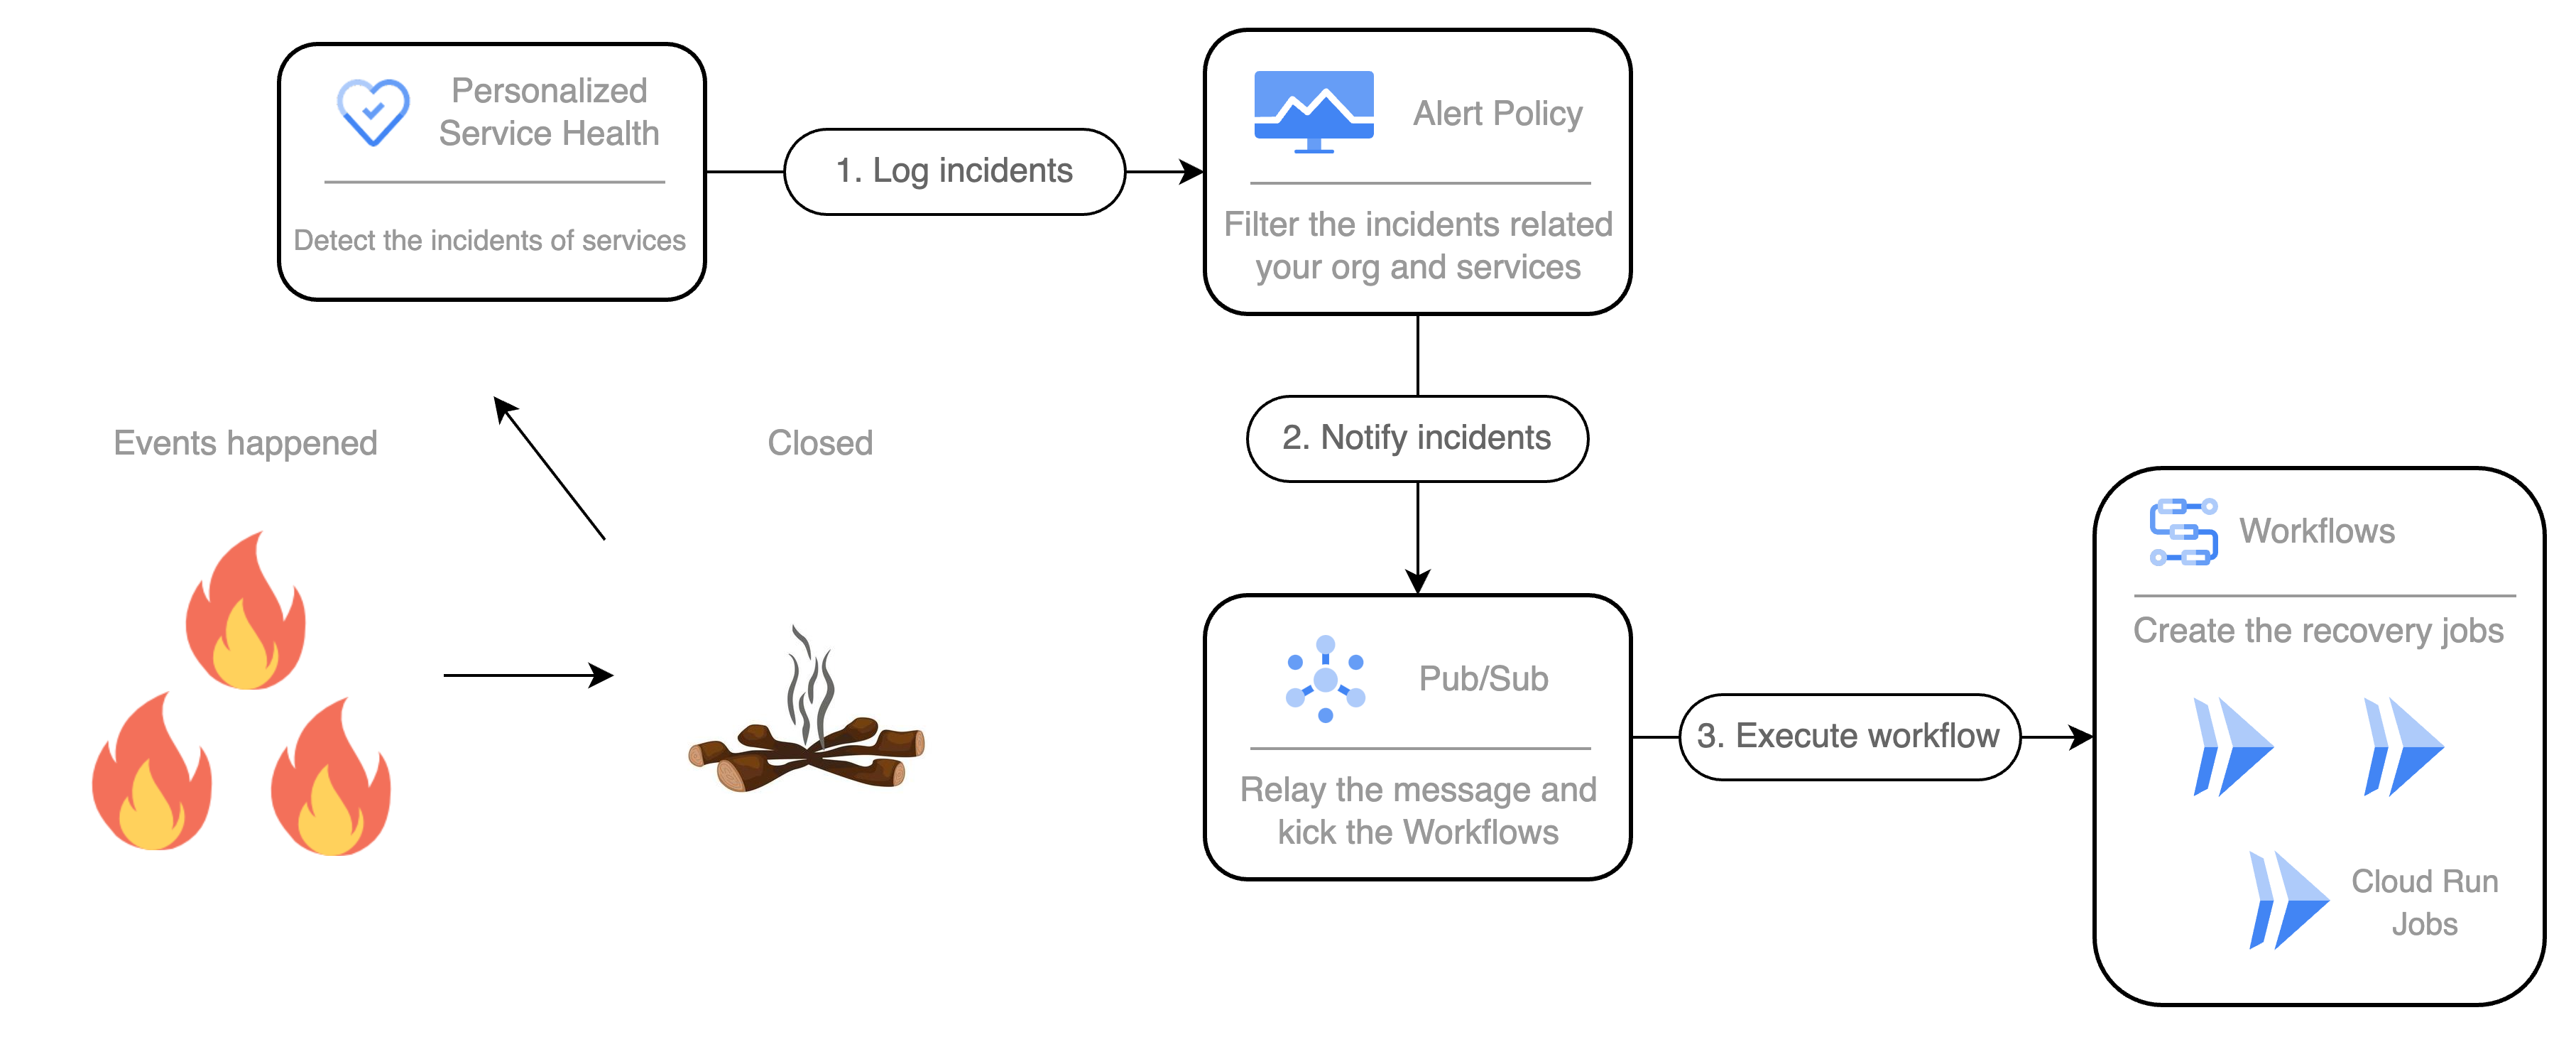 Personalized
Service Health
Detect the incidents of services
1. Log incidents
Alert Policy
Filter the incidents related
your org and services
Events happened
Closed
2. Notify incidents
Pub/Sub
Relay the message and
kick the Workflows
3. Execute workflow
Workflows
Create the recovery jobs
Cloud Run
Jobs